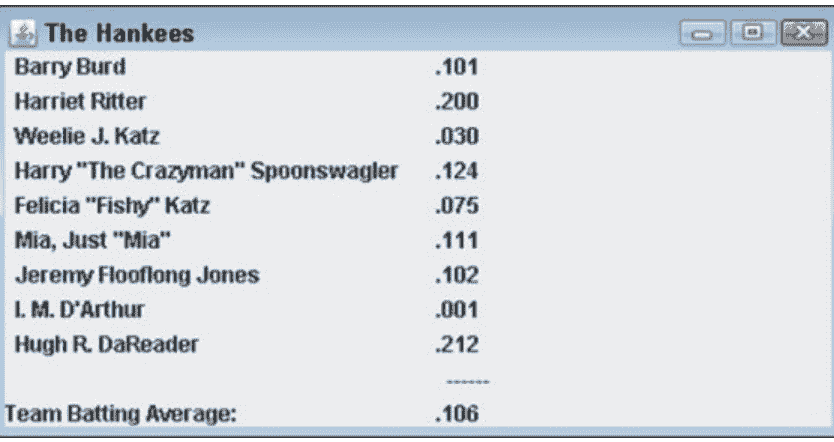 The Hankees
Barry Burd .101
Harriet Ritter .200
Weelie J. Katz .030
Harry "The Crazyman" Spoonswagler .124
Felicia "Fishy" Katz .075
Mia, Just "Mia" .111
Jeremy Flooflong Jones .102
I. M. D'Arthur .001
Hugh R. DaReader .212
------
Team Batting Average: .106